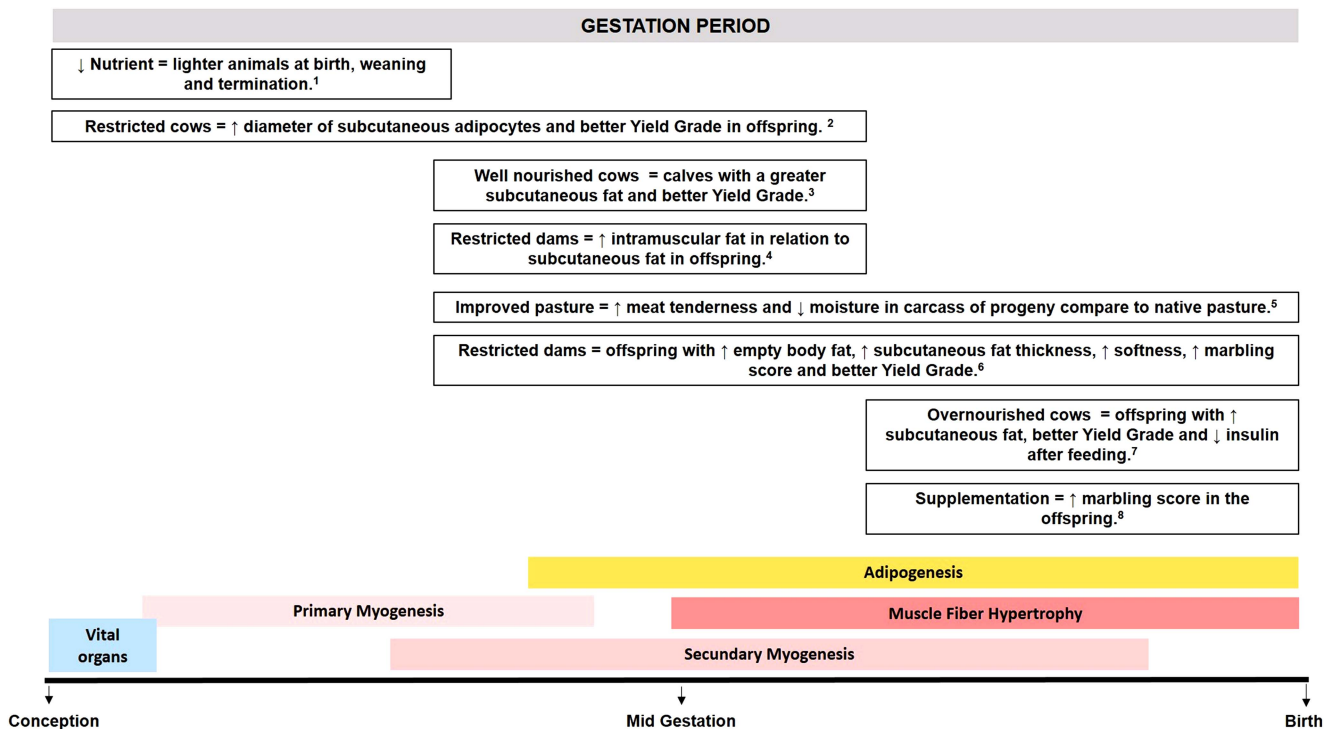 GESTATION PERIOD
↓ Nutrient = lighter animals at birth, weaning
and termination.1
Restricted cows = ↑ diameter of subcutaneous adipocytes and better Yield Grade in offspring. 2
Well nourished cows = calves with a greater
subcutaneous fat and better Yield Grade.3
Restricted dams = ↑ intramuscular fat in relation to
subcutaneous fat in offspring.4
Improved pasture = ↑ meat tenderness and ↓ moisture in carcass of progeny compare to native pasture.5
Restricted dams = offspring with ↑ empty body fat, ↑ subcutaneous fat thickness, ↑ softness, ↑ marbling
score and better Yield Grade.6
Overnourished cows = offspring with ↑
subcutaneous fat, better Yield Grade and ↓ insulin
after feeding.7
Supplementation = ↑ marbling score in the
offspring.8
Adipogenesis
Primary Myogenesis
Muscle Fiber Hypertrophy
Vital
organs
Secundary Myogenesis
Conception
Mid Gestation
Birth